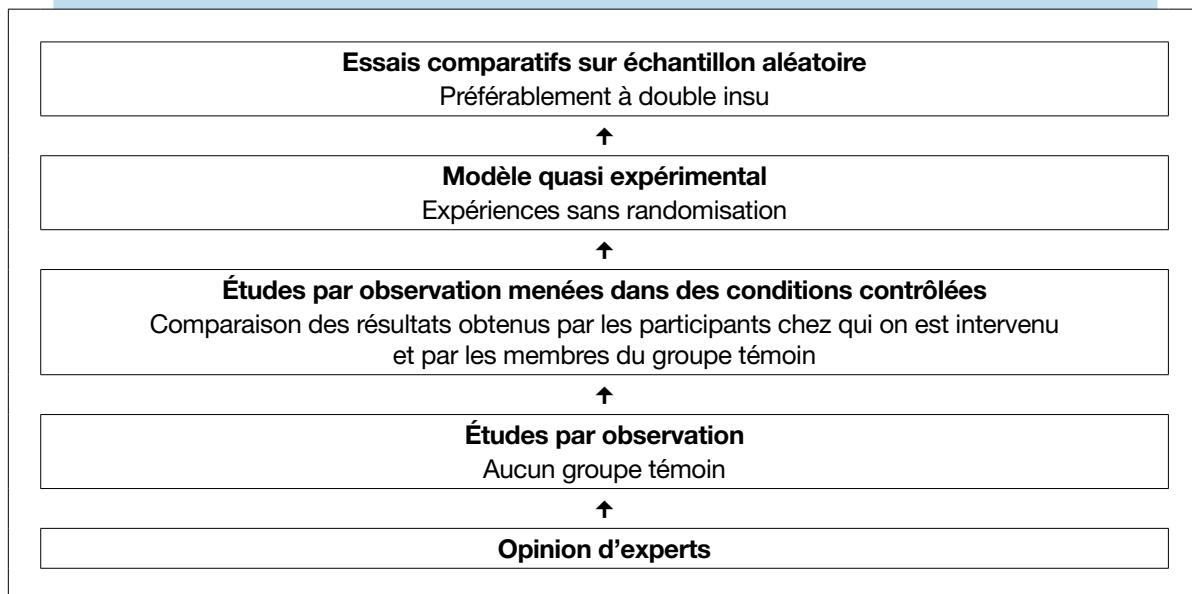 Essais comparatifs sur échantillon aléatoire
Préférablement à double insu
Modèle quasi expérimental
Expériences sans randomisation
Études par observation menées dans des conditions contrôlées
Comparaison des résultats obtenus par les participants chez qui on est intervenu
et par les membres du groupe témoin
Études par observation
Aucun groupe témoin
Opinion d’experts